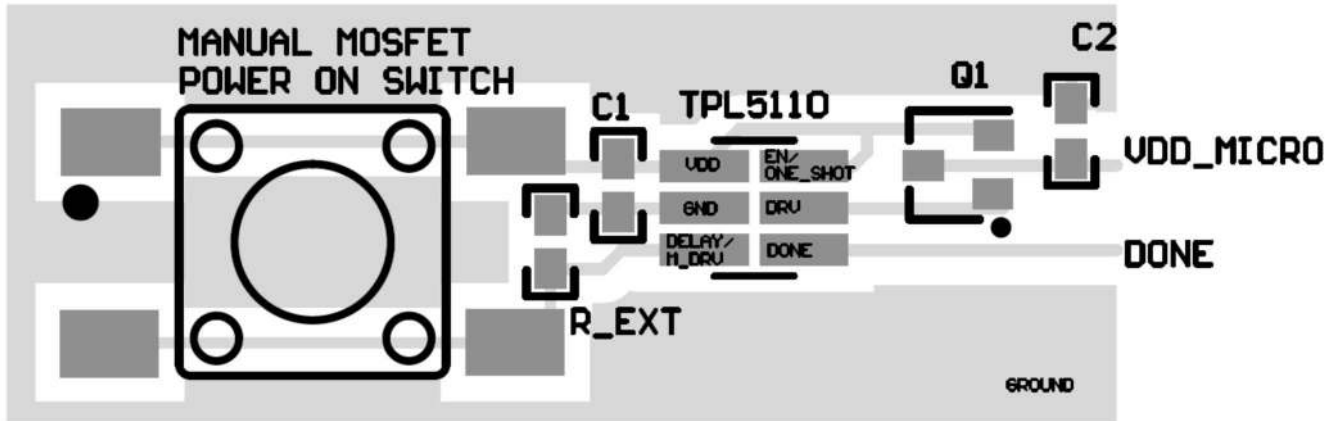 MANUAL MOSFET
POWER ON SWITCH
C1
TPL5110
Q1
C2
VDD
EN/
ONE_SHOT
GND
DRV
DELAY/
M_DRV
DONE
VDD_MICRO
DONE
R_EXT
GROUND